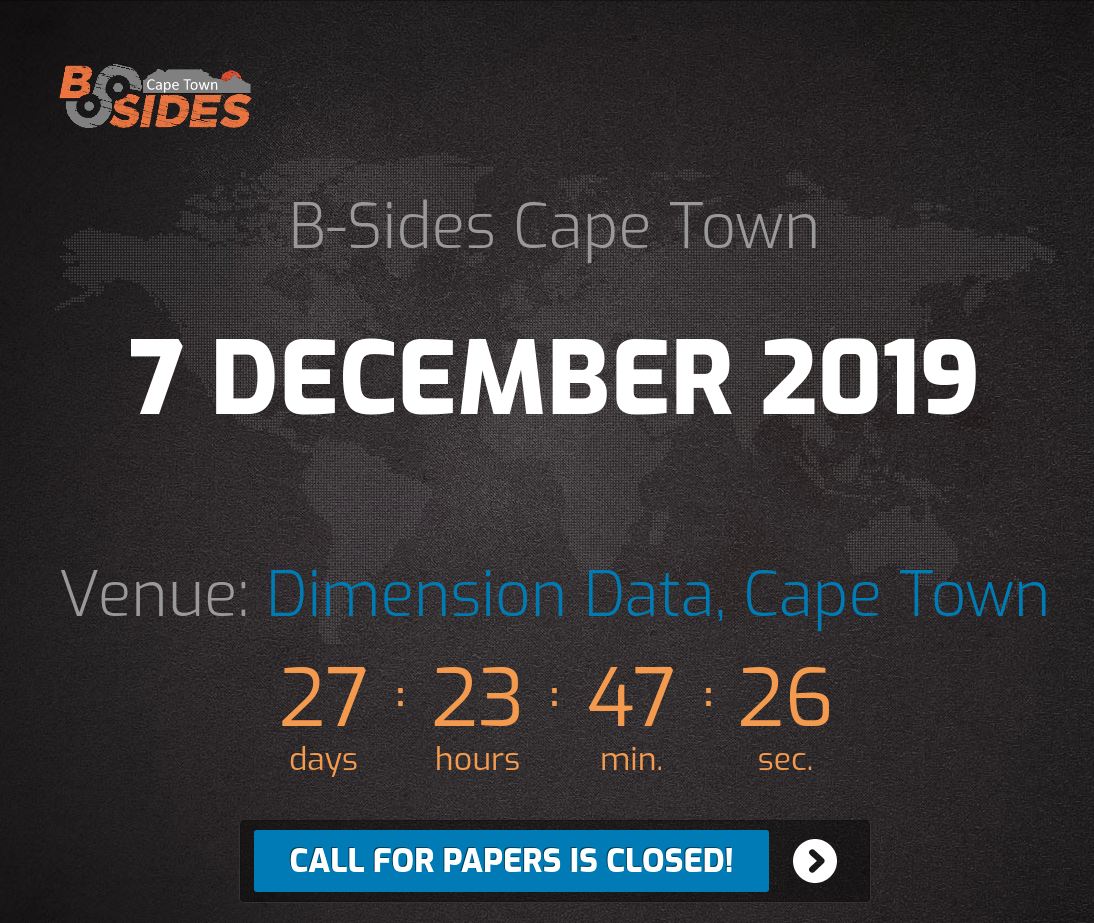 B
Cape Town
SIDES
B-Sides Cape Town
7 DECEMBER 2019
Venue: Dimension Data, Cape Town
27 : 23 : 47 : 26
days hours min. sec.
CALL FOR PAPERS IS CLOSED!